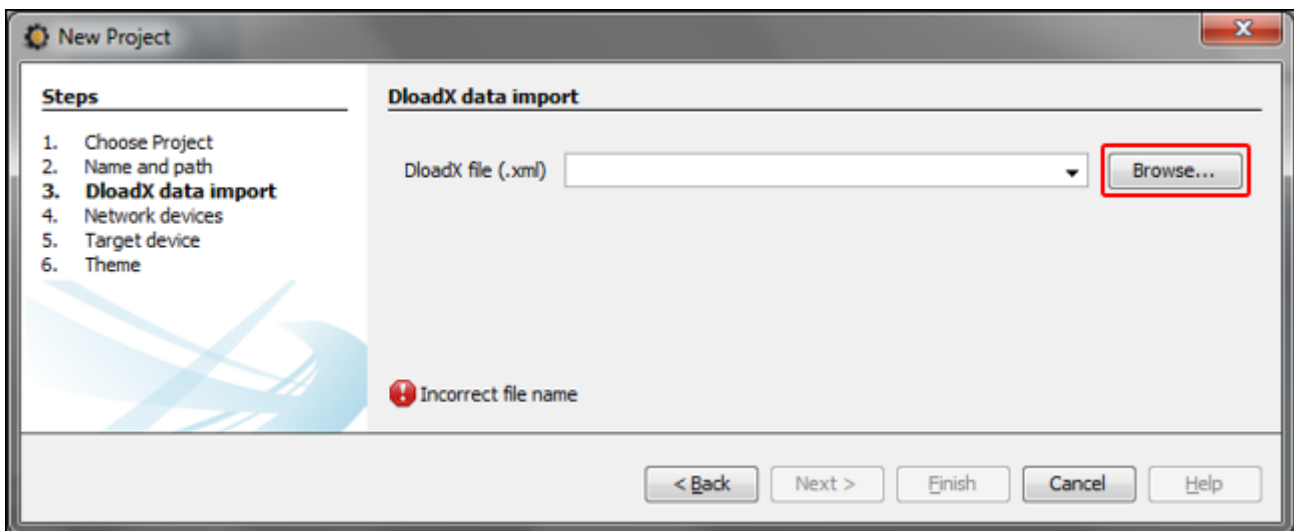 New Project
Steps
1. Choose Project
2. Name and path
3. DloadX data import
4. Network devices
5. Target device
6. Theme
DloadX data import
DloadX file (.xml)
Browse...
Incorrect file name
< Back
Next >
Finish
Cancel
Help